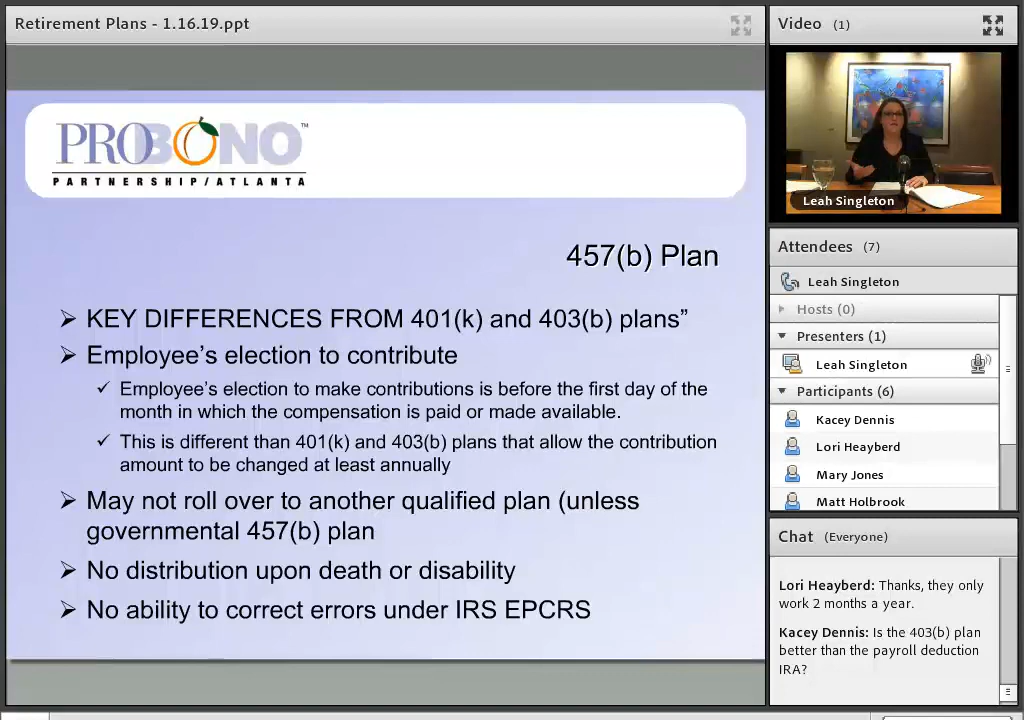 Retirement Plans - 1.16.19.ppt
PROBONO™
PARTNERSHIP/ATLANTA
457(b) Plan
KEY DIFFERENCES FROM 401(k) and 403(b) plans”
Employee’s election to contribute
Employee’s election to make contributions is before the first day of the
month in which the compensation is paid or made available.
This is different than 401(k) and 403(b) plans that allow the contribution
amount to be changed at least annually
May not roll over to another qualified plan (unless
governmental 457(b) plan
No distribution upon death or disability
No ability to correct errors under IRS EPCRS
Video (1)
Leah Singleton
Attendees (7)
Leah Singleton
Hosts (0)
Presenters (1)
Leah Singleton
Participants (6)
Kacey Dennis
Lori Heayberd
Mary Jones
Matt Holbrook
Chat (Everyone)
Lori Heayberd: Thanks, they only
work 2 months a year.
Kacey Dennis: Is the 403(b) plan
better than the payroll deduction
IRA?